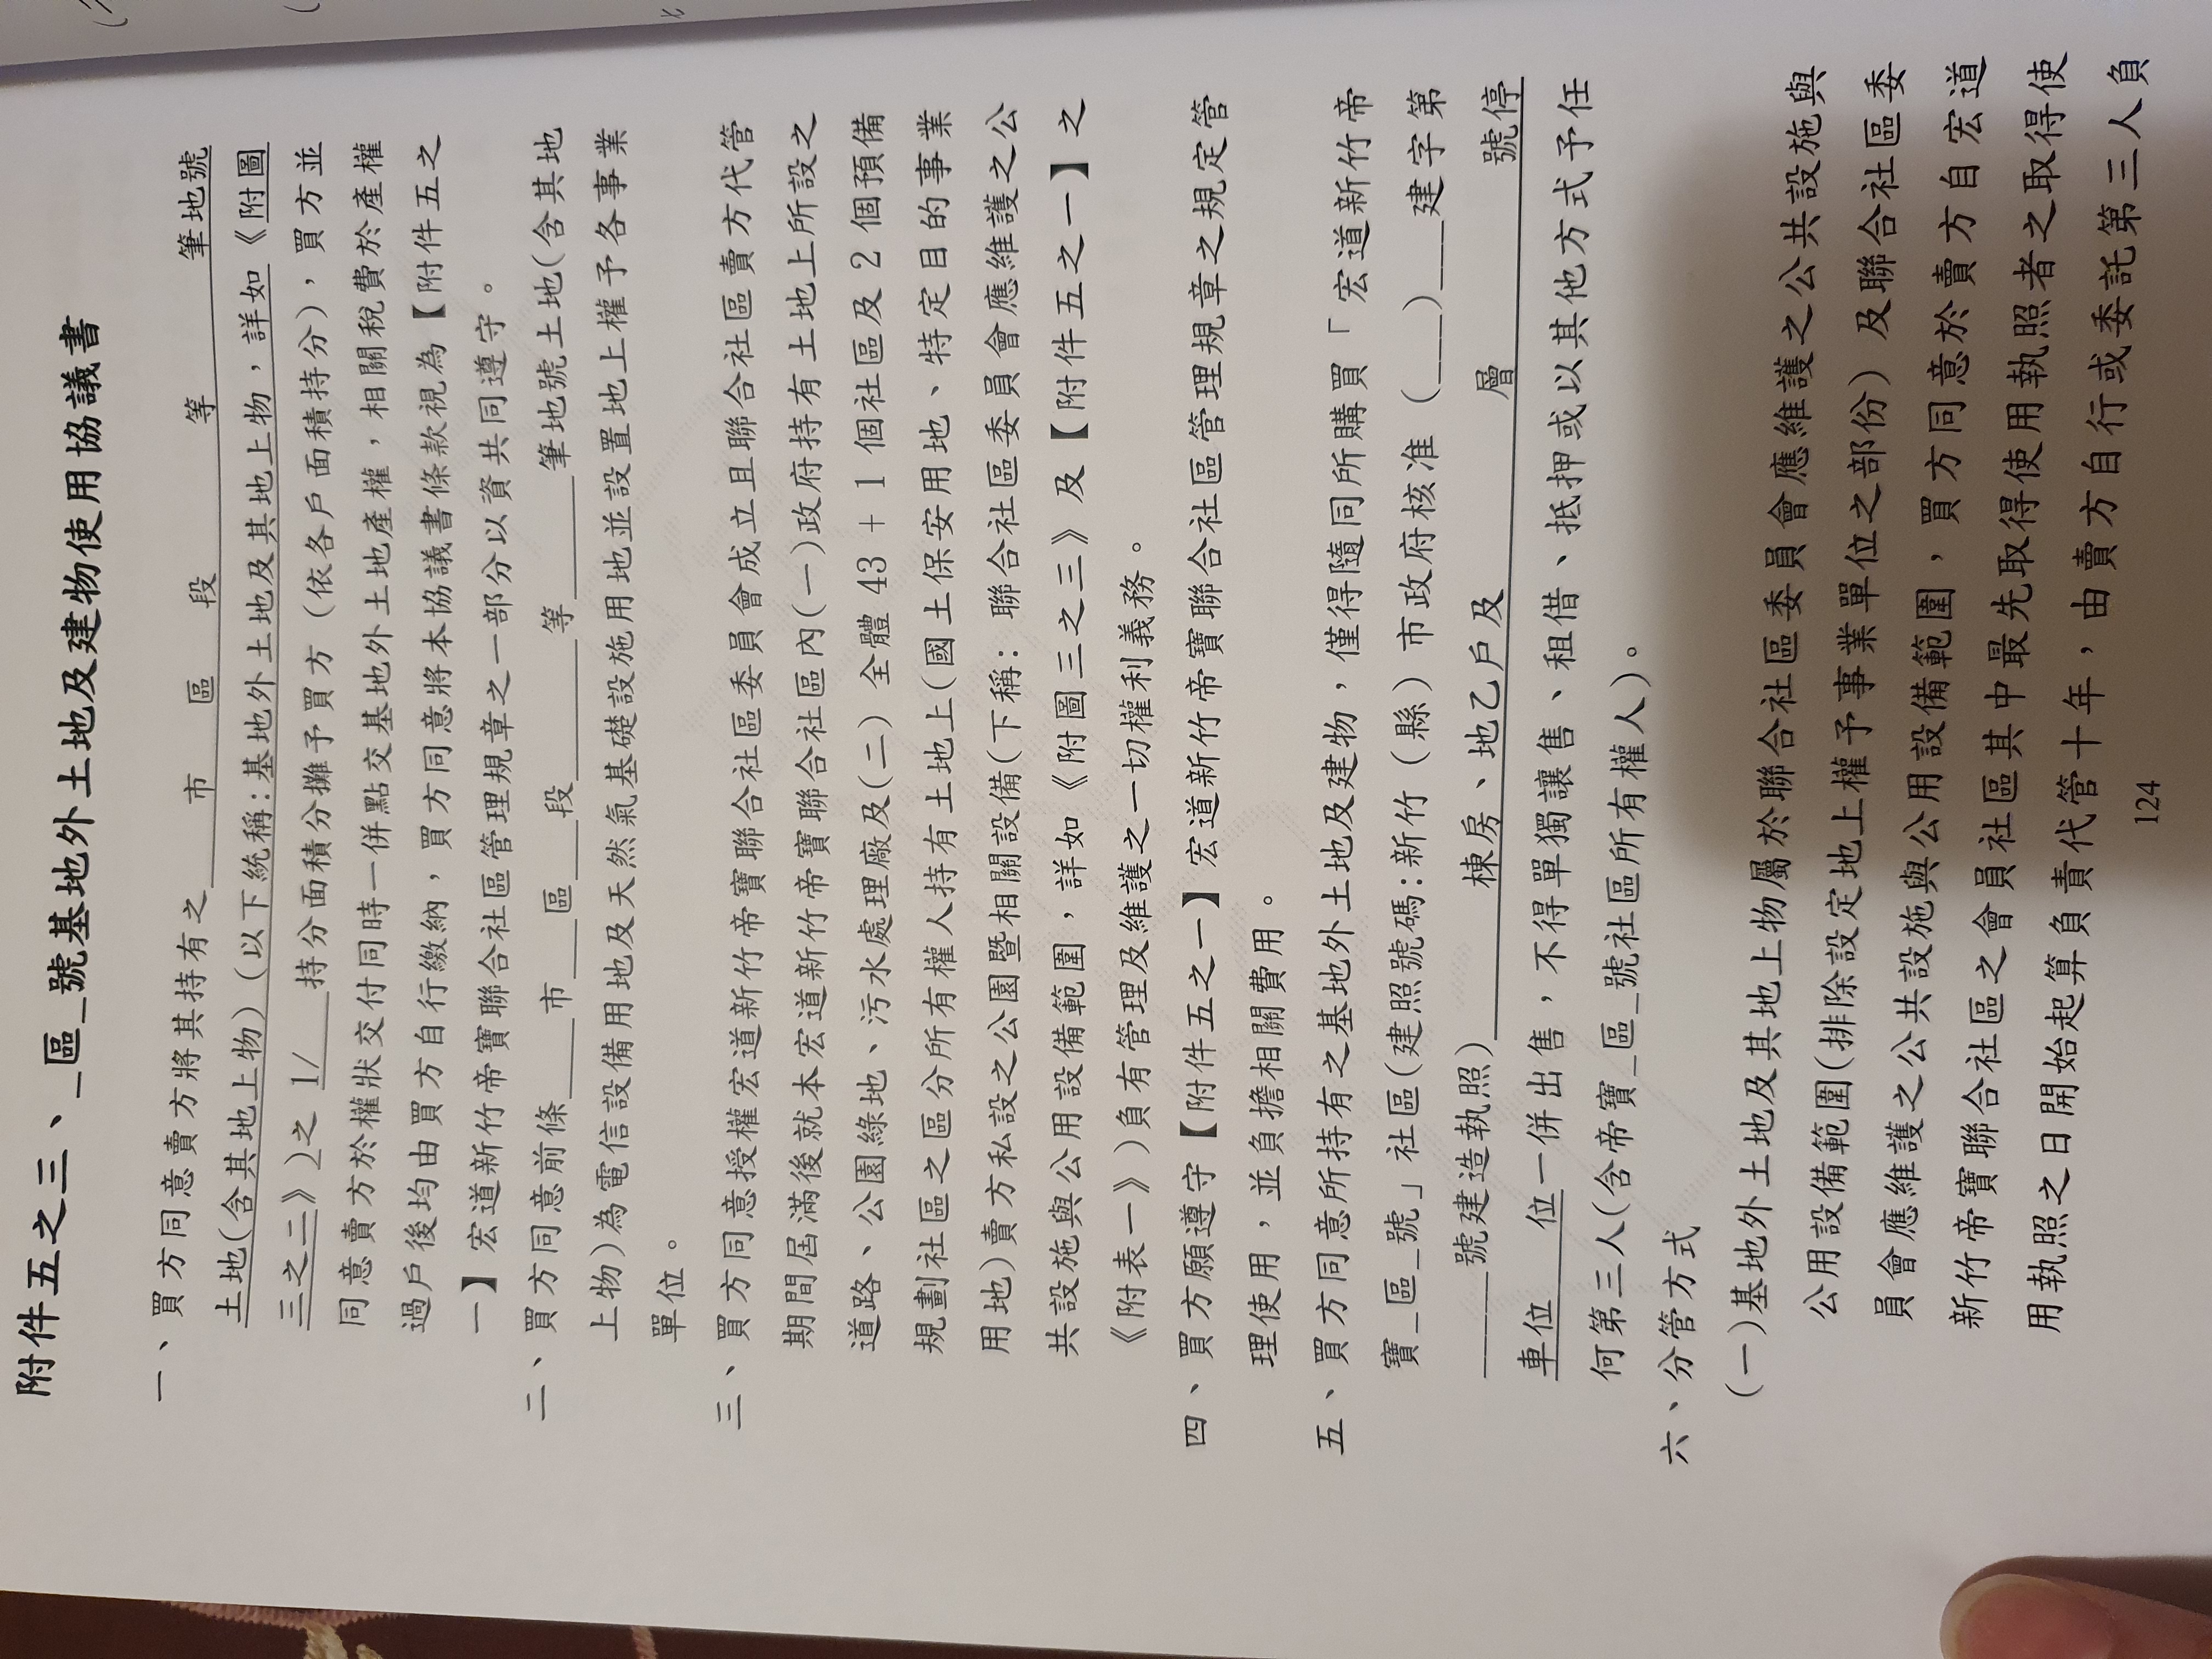 附件五之三、_區_號基地外土地及建物使用協議書
一、買方同意賣方將其持有之____市 區 段 等 筆地號
土地(含其地上物)(以下統稱:基地外土地及其地上物，詳如《附圖
三之二》)之 1/___持分面積分攤予買方（依各戶面積持分），買方並
同意賣方於權狀交付同時一併點交基地外土地產權，相關稅費於產權
過戶後均由買方自行繳納，買方同意將本協議書條款視為【附件五之
一】宏道新竹帝寶聯合社區管理規章之一部分以資共同遵守。
二、買方同意前條____市___區___段_______等______筆地號土地(含其地
上物)為電信設備用地及天然氣基礎設施用地並設置地上權予各事業
單位。
三、買方同意授權宏道新竹帝寶聯合社區委員會成立且聯合社區賣方代管
期間屆滿後就本宏道新竹帝寶聯合社區內(一)政府持有土地上所設之
道路、公園綠地、污水處理廠及(二) 全體 43 + 1 個社區及 2 個預備
規劃社區之區分所有權人持有土地上(國土保安用地、特定目的事業
用地)賣方私設之公園暨相關設備(下稱: 聯合社區委員會應維護之公
共設施與公用設備範圍，詳如《附圖三之三》及【附件五之一】之
《附表一》)負有管理及維護之一切權利義務。
四、買方願遵守【附件五之一】宏道新竹帝寶聯合社區管理規章之規定管
理使用，並負擔相關費用。
五、買方同意所持有之基地外土地及建物，僅得隨同所購買「宏道新竹帝
寶_區_號」社區(建照號碼:新竹（縣）市政府核准（___）___建字第
_____號建造執照)______棟房、地乙戶及 層 號停
車位 位一併出售，不得單獨讓售、租借、抵押或以其他方式予任
何第三人(含帝寶_區_號社區所有權人)。
六、分管方式
(一)基地外土地及其地上物屬於聯合社區委員會應維護之公共設施與
公用設備範圍(排除設定地上權予事業單位之部份) 及聯合社區委
員會應維護之公共設施與公用設備範圍，買方同意於賣方自宏道
新竹帝寶聯合社區之會員社區其中最先取得使用執照者之取得使
用執照之日開始起算負責代管十年，由賣方自行或委託第三人負
124